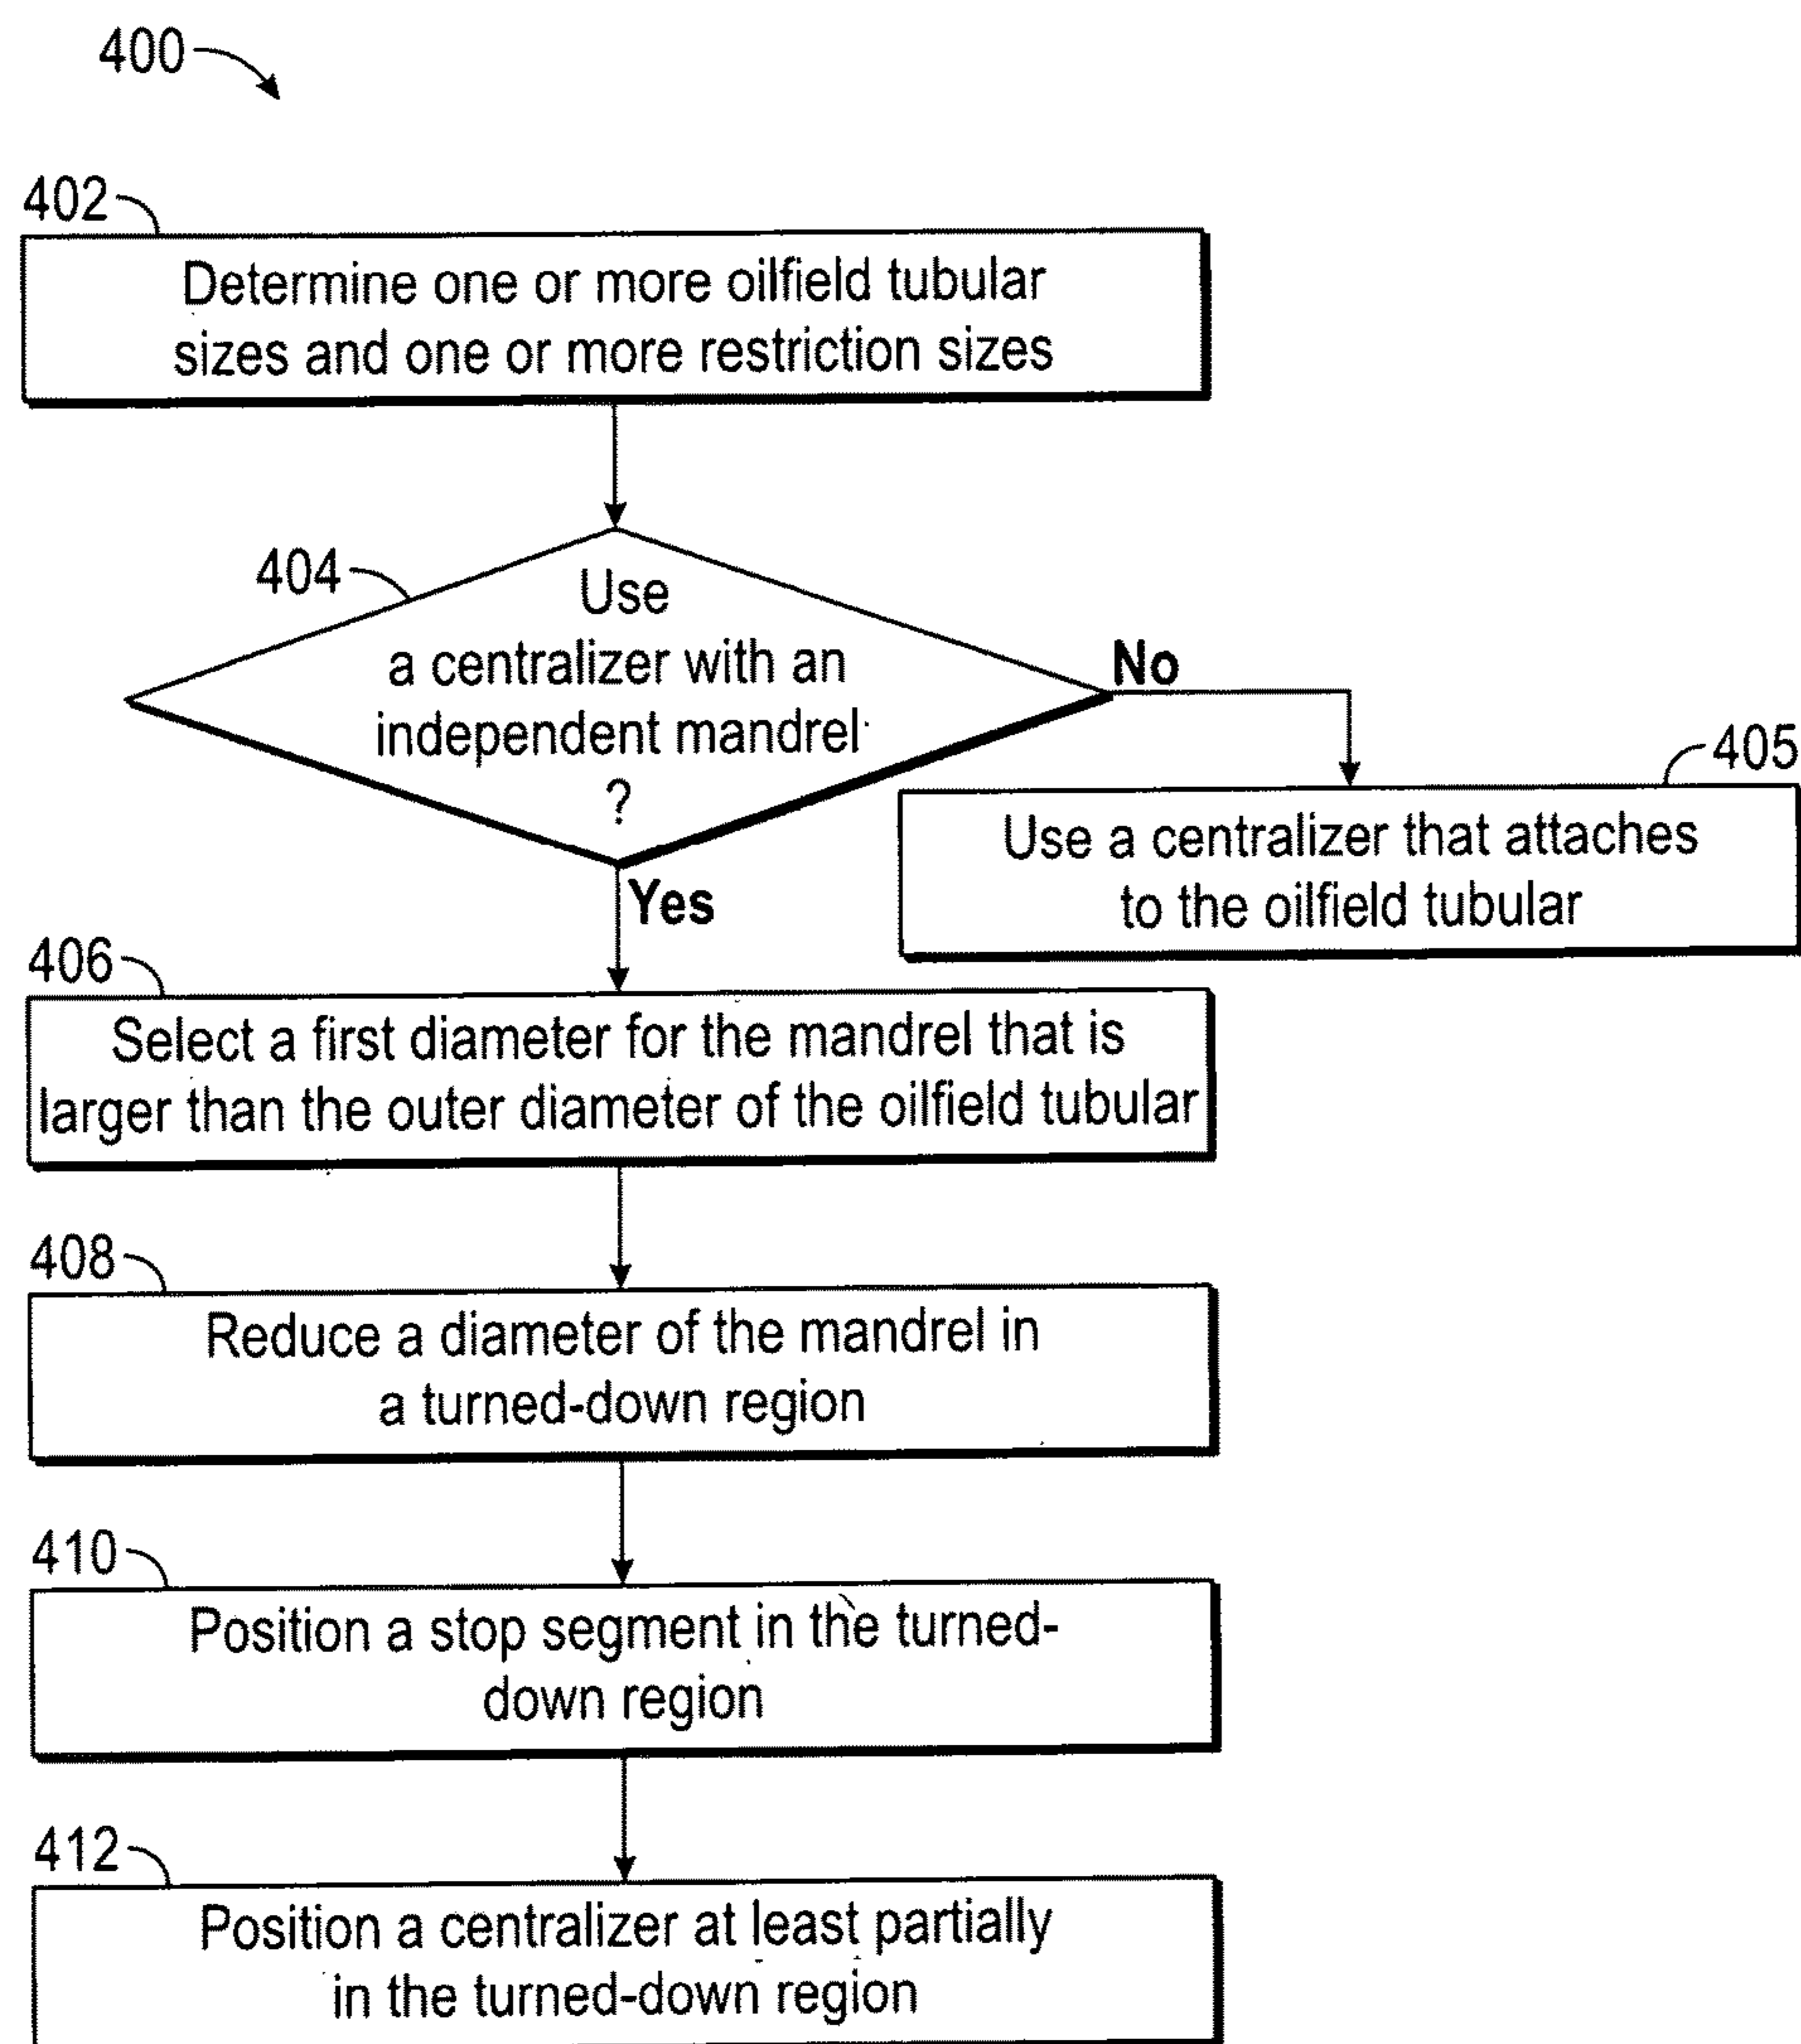 400
402
Determine one or more oilfield tubular
sizes and one or more restriction sizes
404
Use
a centralizer with an
independent mandrel
?
No
405
Use a centralizer that attaches
to the oilfield tubular
Yes
406
Select a first diameter for the mandrel that is
larger than the outer diameter of the oilfield tubular
408
Reduce a diameter of the mandrel in
a turned-down region
410
Position a stop segment in the turned-
down region
412
Position a centralizer at least partially
in the turned-down region